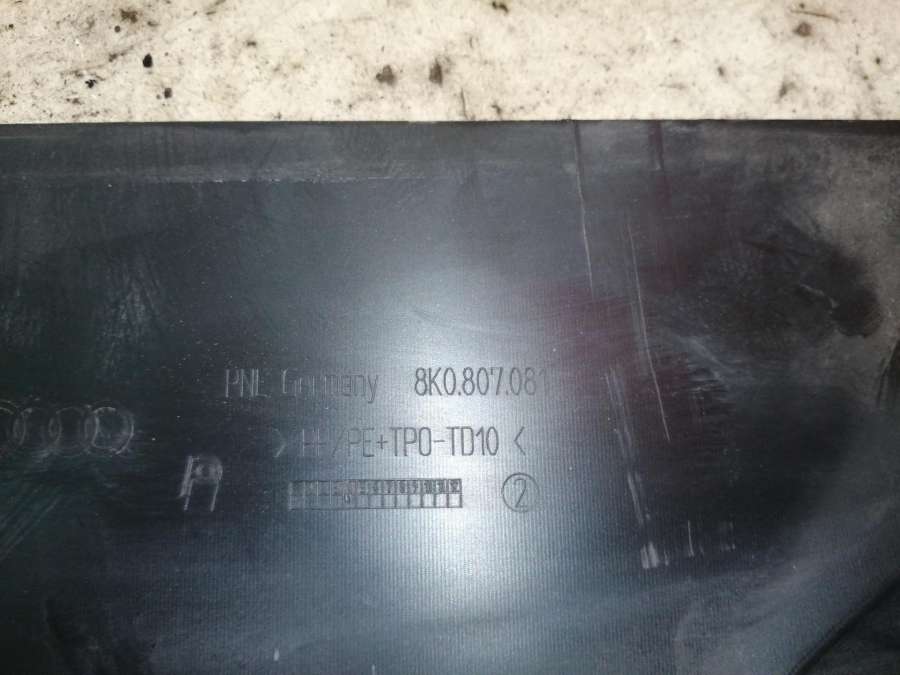 PNL Germany 8K0.807.081
>PP/PE+TPO-TD10<
2